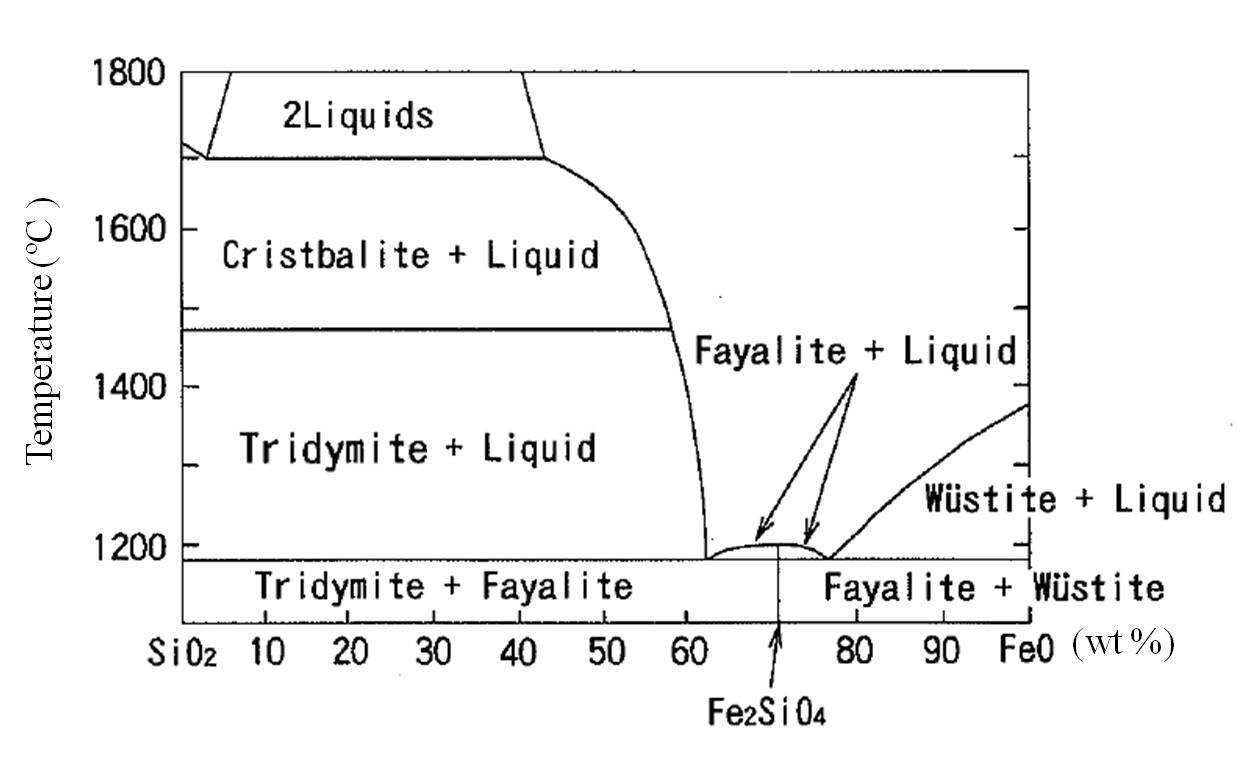 1800
2Liquids
1600
Cristbalite + Liquid
Temperature(°C)
Fayalite + Liquid
1400
Tridymite + Liquid
Wüstite + Liquid
1200
Tridymite + Fayalite
Fayalite + Wüstite
SiO₂ 10 20 30 40 50 60 80 90 FeO (wt%)
Fe₂SiO₄